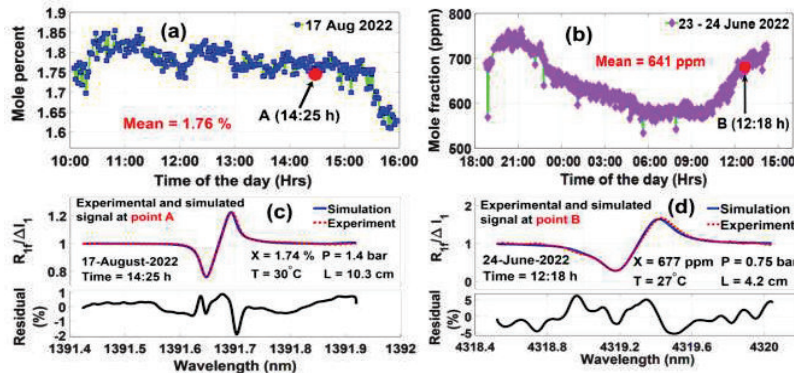 1.9
1.85
1.8
1.75
1.7
1.65
1.6
Mole percent
(a)
17 Aug 2022
Mean = 1.76 %
A (14:25 h)
10:00 11:00 12:00 13:00 14:00 15:00 16:00
Time of the day (Hrs)
800
700
600
500
Mole fraction (ppm)
(b)
23 - 24 June 2022
Mean = 641 ppm
B (12:18 h)
18:00 21:00 00:00 03:00 06:00 09:00 12:00 15:00
Time of the day (Hrs)
Experimental and simulated
signal at point A
(c)
Simulation
Experiment
1.2
1
0.8
R1f/ΔI1
17-August-2022
Time = 14:25 h
X = 1.74 % P = 1.4 bar
T = 30°C L = 10.3 cm
Residual
(%)
1
0
-1
-2
1391.4 1391.5 1391.6 1391.7 1391.8 1391.9 1392
Wavelength (nm)
Experimental and simulated
signal at point B
(d)
Simulation
Experiment
2
1
0
R1f/ΔI1
24-June-2022
Time = 12:18 h
X = 677 ppm P = 0.75 bar
T = 27°C L = 4.2 cm
Residual
(%)
5
0
-5
4318.4 4318.8 4319.2 4319.6 4320
Wavelength (nm)